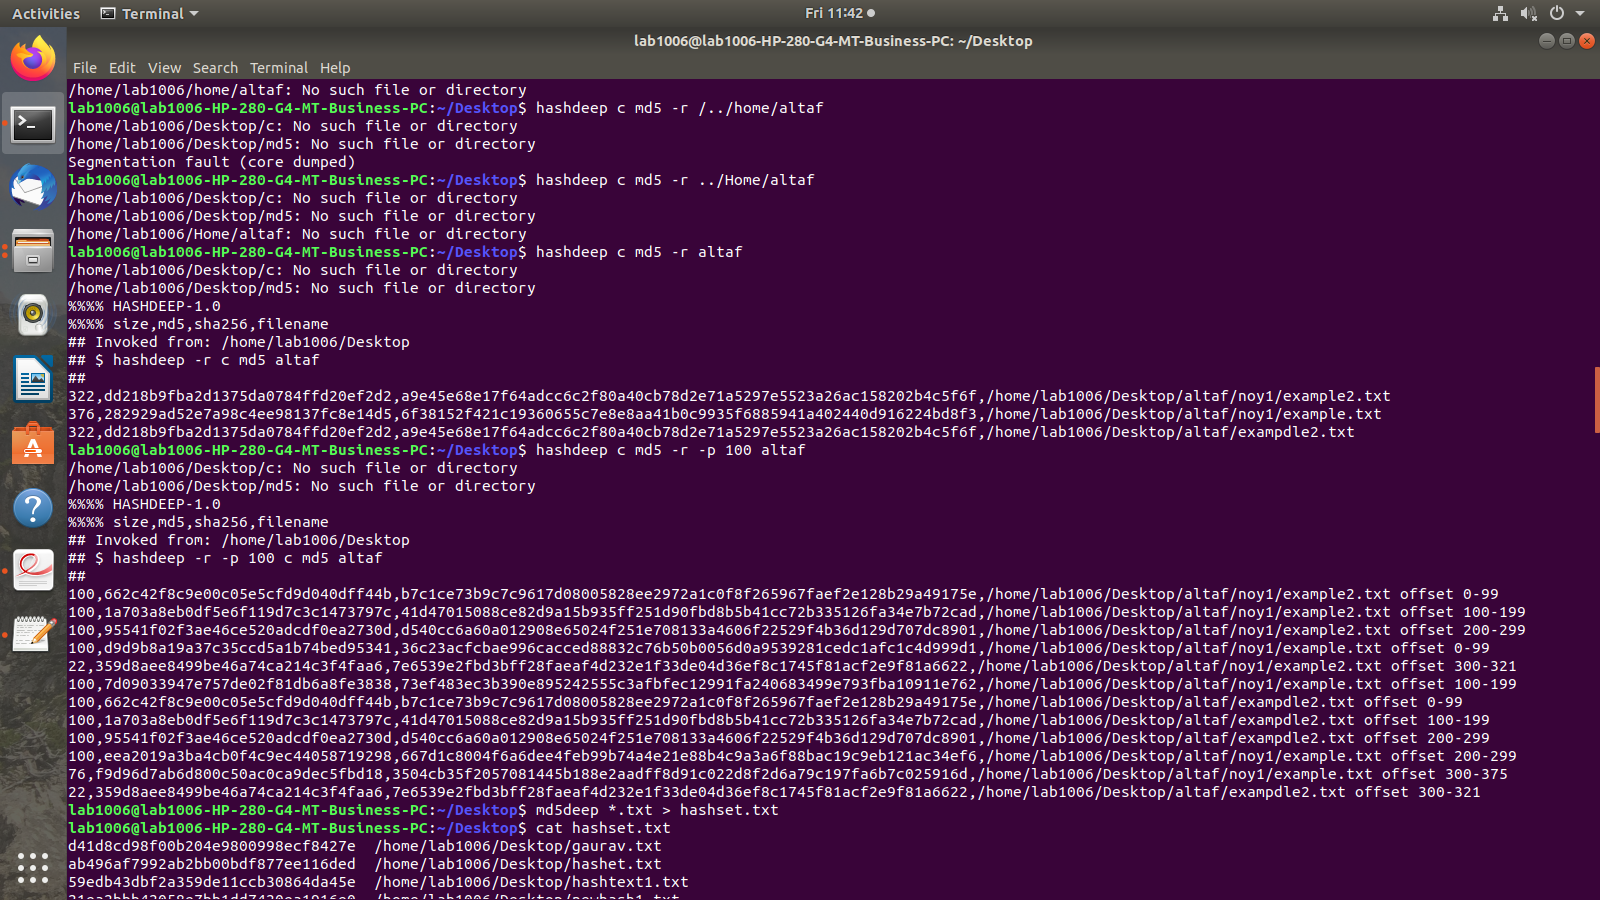 Activities
Terminal
Fri 11:42
lab1006@lab1006-HP-280-G4-MT-Business-PC: ~/Desktop
File Edit View Search Terminal Help
/home/lab1006/home/altaf: No such file or directory
lab1006@lab1006-HP-280-G4-MT-Business-PC:~/Desktop$ hashdeep c md5 -r /../home/altaf
/home/lab1006/Desktop/c: No such file or directory
/home/lab1006/Desktop/md5: No such file or directory
Segmentation fault (core dumped)
lab1006@lab1006-HP-280-G4-MT-Business-PC:~/Desktop$ hashdeep c md5 -r ../Home/altaf
/home/lab1006/Desktop/c: No such file or directory
/home/lab1006/Desktop/md5: No such file or directory
/home/lab1006/Home/altaf: No such file or directory
lab1006@lab1006-HP-280-G4-MT-Business-PC:~/Desktop$ hashdeep c md5 -r altaf
/home/lab1006/Desktop/c: No such file or directory
/home/lab1006/Desktop/md5: No such file or directory
%%%% HASHDEEP-1.0
%%%% size,md5,sha256,filename
## Invoked from: /home/lab1006/Desktop
## $ hashdeep -r c md5 altaf
##
322,dd218b9fba2d1375da0784ffd20ef2d2,a9e45e68e17f64adcc6c2f80a40cb78d2e71a5297e5523a26ac158202b4c5f6f,/home/lab1006/Desktop/altaf/noy1/example2.txt
376,282929ad52e7a98c4ee98137fc8e14d5,6f38152f421c19360655c7e8e8aa41b0c9935f6885941a402440d916224bd8f3,/home/lab1006/Desktop/altaf/noy1/example.txt
322,dd218b9fba2d1375da0784ffd20ef2d2,a9e45e68e17f64adcc6c2f80a40cb78d2e71a5297e5523a26ac158202b4c5f6f,/home/lab1006/Desktop/altaf/exampdle2.txt
lab1006@lab1006-HP-280-G4-MT-Business-PC:~/Desktop$ hashdeep c md5 -r -p 100 altaf
/home/lab1006/Desktop/c: No such file or directory
/home/lab1006/Desktop/md5: No such file or directory
%%%% HASHDEEP-1.0
%%%% size,md5,sha256,filename
## Invoked from: /home/lab1006/Desktop
## $ hashdeep -r -p 100 c md5 altaf
##
100,662c42f8c9e00c05e5cfd9d040dff44b,b7c1ce73b9c7c9617d08005828ee2972a1c0f8f265967faef2e128b29a49175e,/home/lab1006/Desktop/altaf/noy1/example2.txt offset 0-99
100,1a703a8eb0df5e6f119d7c3c1473797c,41d47015088ce82d9a15b935ff251d90fbd8b5b41cc72b335126fa34e7b72cad,/home/lab1006/Desktop/altaf/noy1/example2.txt offset 100-199
100,95541f02f3ae46ce520adcdf0ea2730d,d540cc6a60a012908e65024f251e708133a4606f22529f4b36d129d707dc8901,/home/lab1006/Desktop/altaf/noy1/example2.txt offset 200-299
100,d9d9b8a19a37c35ccd5a1b74bed95341,36c23acfcbae996cacced88832c76b50b0056d0a9539281cedc1afc1c4d999d1,/home/lab1006/Desktop/altaf/noy1/example.txt offset 0-99
22,359d8aee8499be46a74ca214c3f4faa6,7e6539e2fbd3bff28faeaf4d232e1f33de04d36ef8c1745f81acf2e9f81a6622,/home/lab1006/Desktop/altaf/noy1/example2.txt offset 300-321
100,7d09033947e757de02f81db6a8fe3838,73ef483ec3b390e895242555c3afbfec12991fa240683499e793fba10911e762,/home/lab1006/Desktop/altaf/noy1/example.txt offset 100-199
100,662c42f8c9e00c05e5cfd9d040dff44b,b7c1ce73b9c7c9617d08005828ee2972a1c0f8f265967faef2e128b29a49175e,/home/lab1006/Desktop/altaf/exampdle2.txt offset 0-99
100,1a703a8eb0df5e6f119d7c3c1473797c,41d47015088ce82d9a15b935ff251d90fbd8b5b41cc72b335126fa34e7b72cad,/home/lab1006/Desktop/altaf/exampdle2.txt offset 100-199
100,95541f02f3ae46ce520adcdf0ea2730d,d540cc6a60a012908e65024f251e708133a4606f22529f4b36d129d707dc8901,/home/lab1006/Desktop/altaf/exampdle2.txt offset 200-299
100,eea2019a3ba4cb0f4c9ec44058719298,667d1c8004f6a6dee4feb99b74a4e21e88b4c9a3a6f88bac19c9eb121ac34ef6,/home/lab1006/Desktop/altaf/noy1/example.txt offset 200-299
76,f9d96d7ab6d800c50ac0ca9dec5fbd18,3504cb35f2057081445b188e2aadff8d91c022d8f2d6a79c197fa6b7c025916d,/home/lab1006/Desktop/altaf/noy1/example.txt offset 300-375
22,359d8aee8499be46a74ca214c3f4faa6,7e6539e2fbd3bff28faeaf4d232e1f33de04d36ef8c1745f81acf2e9f81a6622,/home/lab1006/Desktop/altaf/exampdle2.txt offset 300-321
lab1006@lab1006-HP-280-G4-MT-Business-PC:~/Desktop$ md5deep *.txt > hashset.txt
lab1006@lab1006-HP-280-G4-MT-Business-PC:~/Desktop$ cat hashset.txt
d41d8cd98f00b204e9800998ecf8427e  /home/lab1006/Desktop/gaurav.txt
ab496af7992ab2bb00bdf877ee116ded  /home/lab1006/Desktop/hashet.txt
59edb43dbf2a359de11ccb30864da45e  /home/lab1006/Desktop/hashtext1.txt